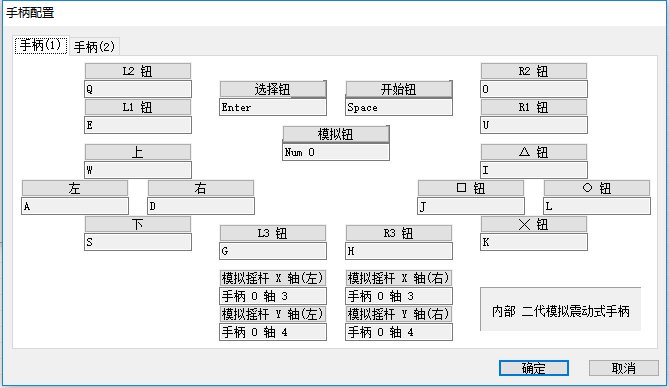 手柄配置
手柄(1) 手柄(2)
L2 钮
Q
L1 钮
E
选择钮
Enter
开始钮
Space
模拟钮
Num 0
R2 钮
O
R1 钮
U
上
W
左
A
右
D
下
S
△ 钮
I
□ 钮
J
○ 钮
L
╳ 钮
K
L3 钮
G
R3 钮
H
模拟摇杆 X 轴(左)
手柄 0 轴 3
模拟摇杆 Y 轴(左)
手柄 0 轴 4
模拟摇杆 X 轴(右)
手柄 0 轴 3
模拟摇杆 Y 轴(右)
手柄 0 轴 4
内部 二代模拟震动式手柄
确定
取消